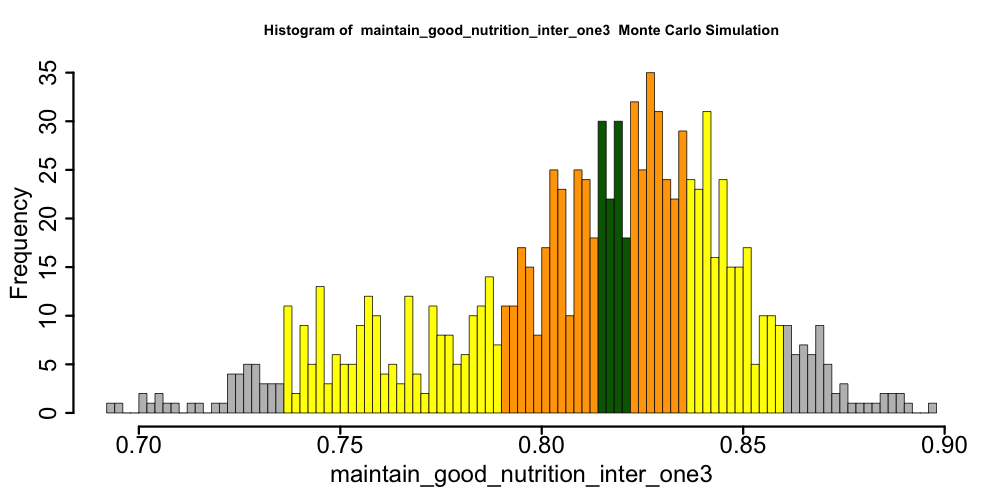 Histogram of  maintain_good_nutrition_inter_one3  Monte Carlo Simulation
Frequency
35
30
25
20
15
10
5
0
0.70 0.75 0.80 0.85 0.90
maintain_good_nutrition_inter_one3